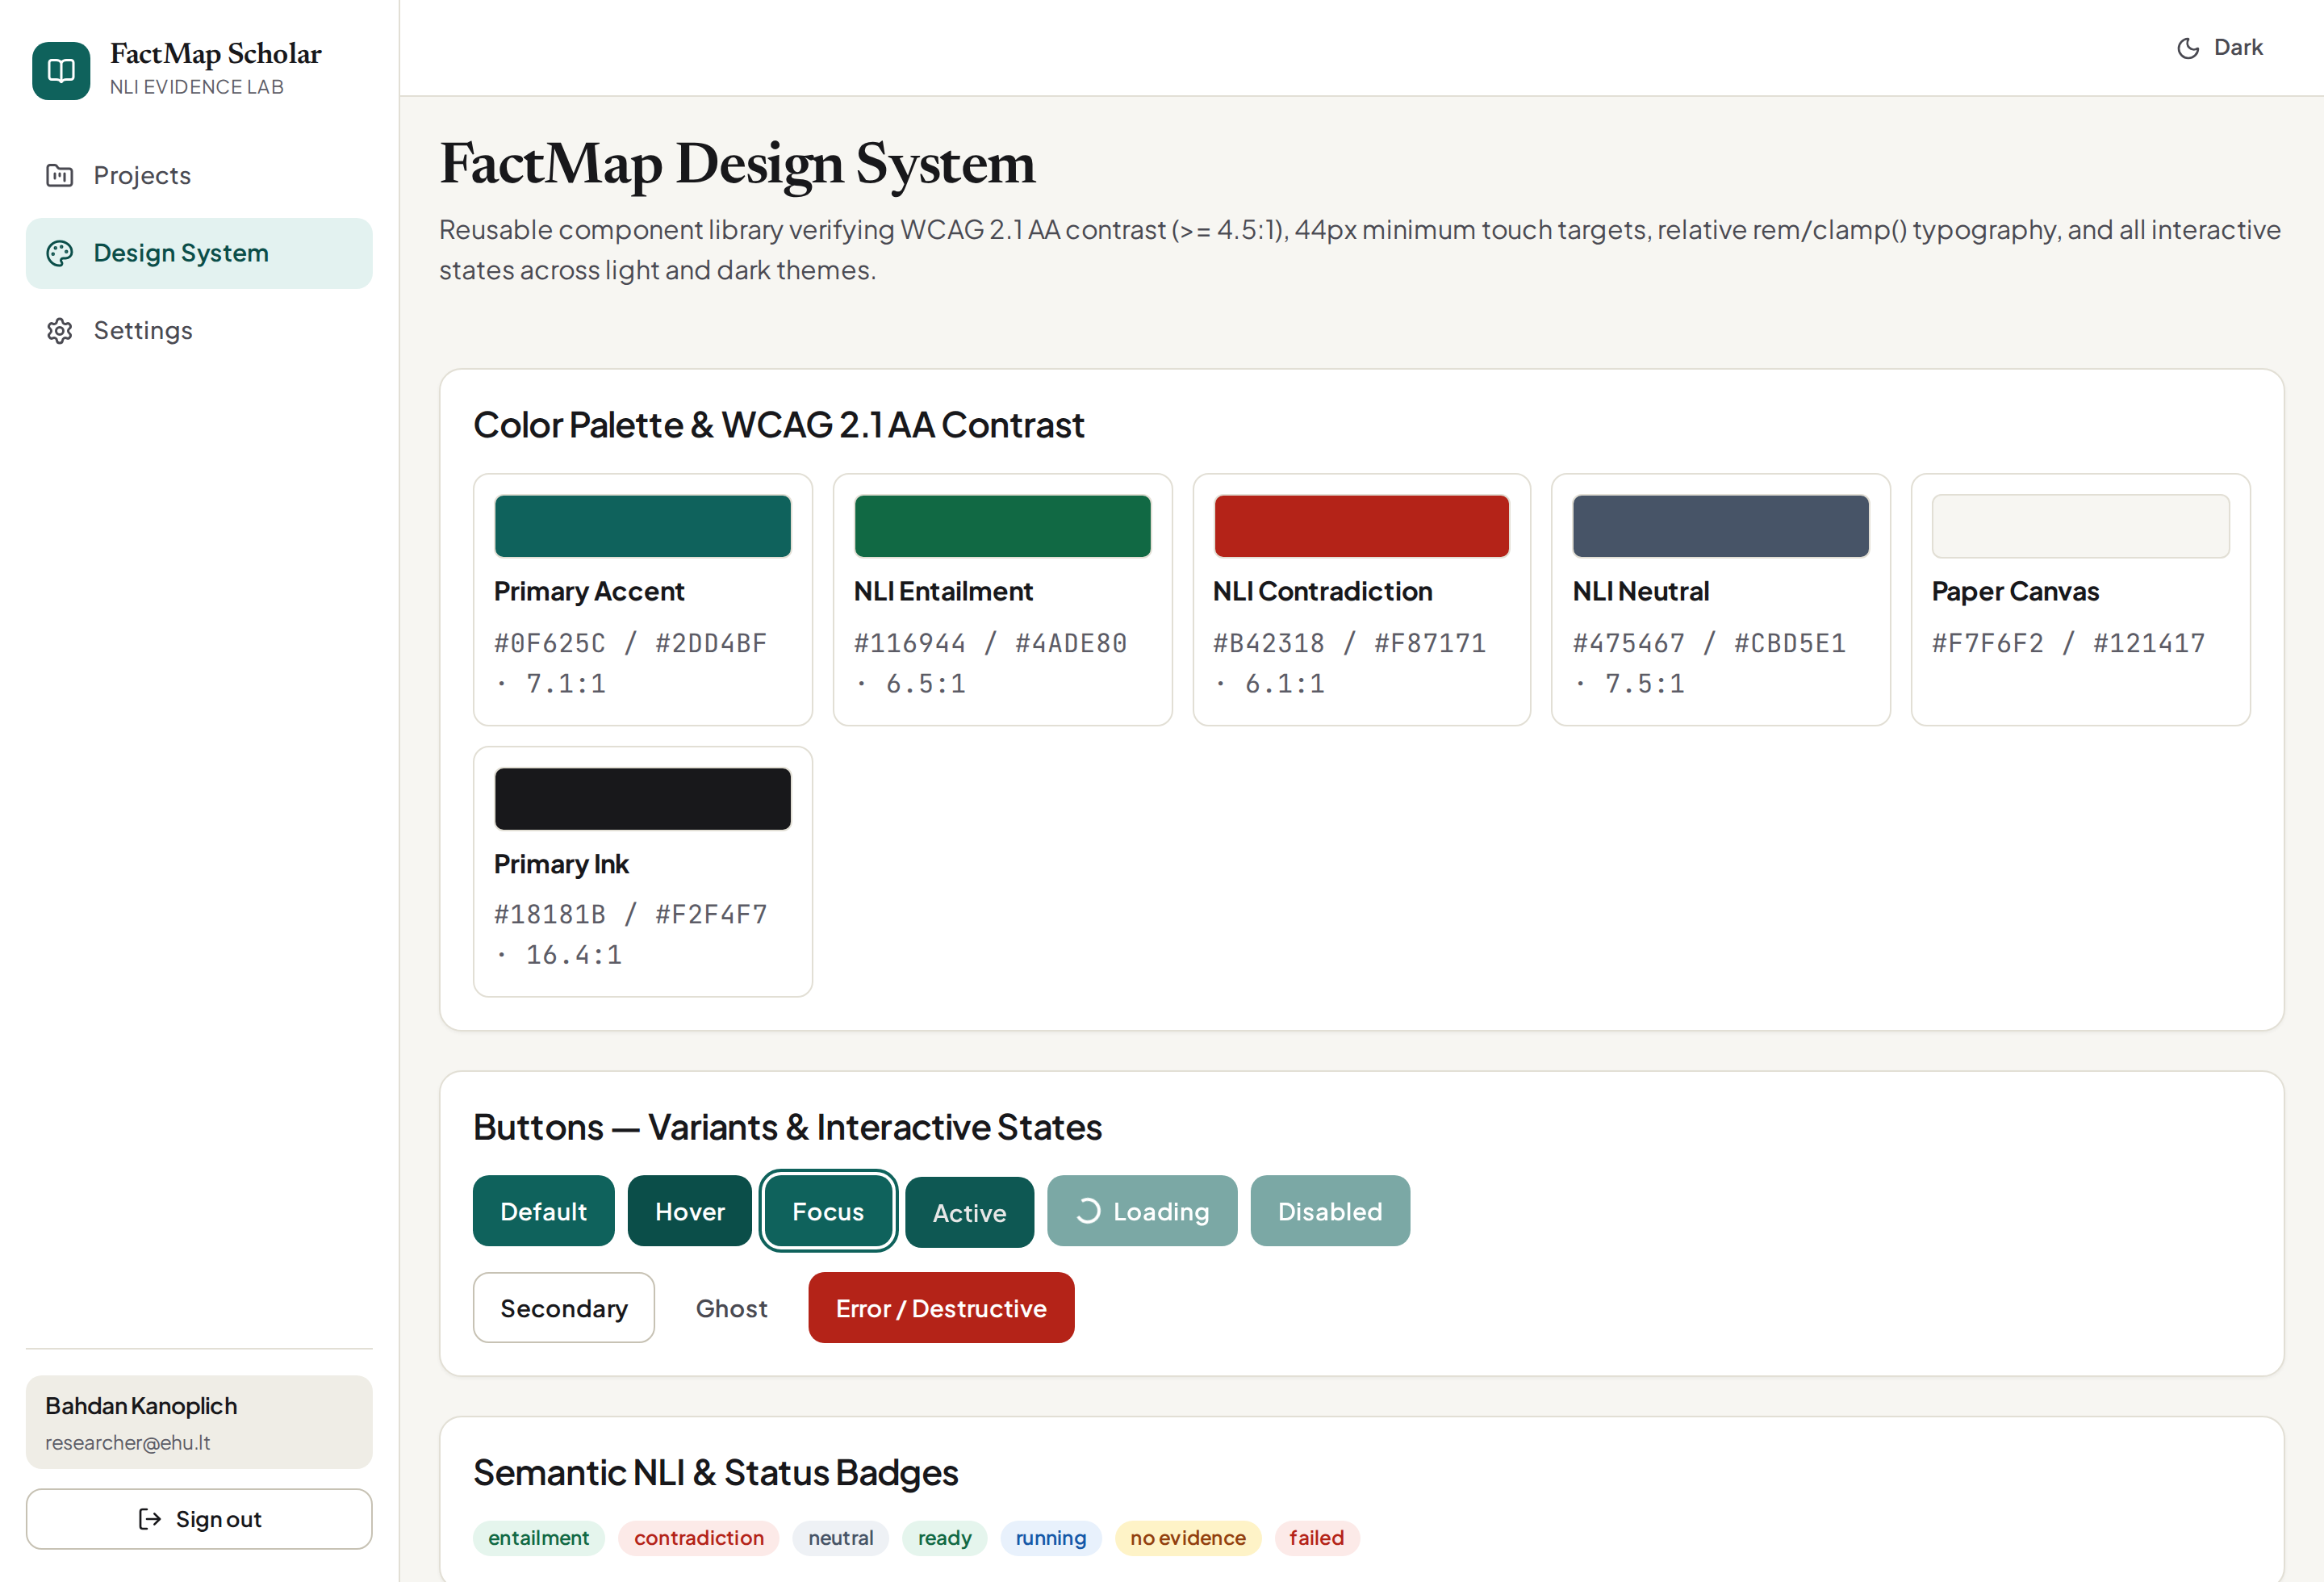 FactMap Scholar
NLI EVIDENCE LAB
Projects
Design System
Settings
Bahdan Kanoplich
researcher@ehu.lt
Sign out
Dark
FactMap Design System
Reusable component library verifying WCAG 2.1 AA contrast (>= 4.5:1), 44px minimum touch targets, relative rem/clamp() typography, and all interactive
states across light and dark themes.
Color Palette & WCAG 2.1 AA Contrast
Primary Accent
#0F625C / #2DD4BF
· 7.1:1
NLI Entailment
#116944 / #4ADE80
· 6.5:1
NLI Contradiction
#B42318 / #F87171
· 6.1:1
NLI Neutral
#475467 / #CBD5E1
· 7.5:1
Paper Canvas
#F7F6F2 / #121417
Primary Ink
#18181B / #F2F4F7
· 16.4:1
Buttons — Variants & Interactive States
Default Hover Focus Active Loading Disabled
Secondary Ghost Error / Destructive
Semantic NLI & Status Badges
entailment contradiction neutral ready running no evidence failed